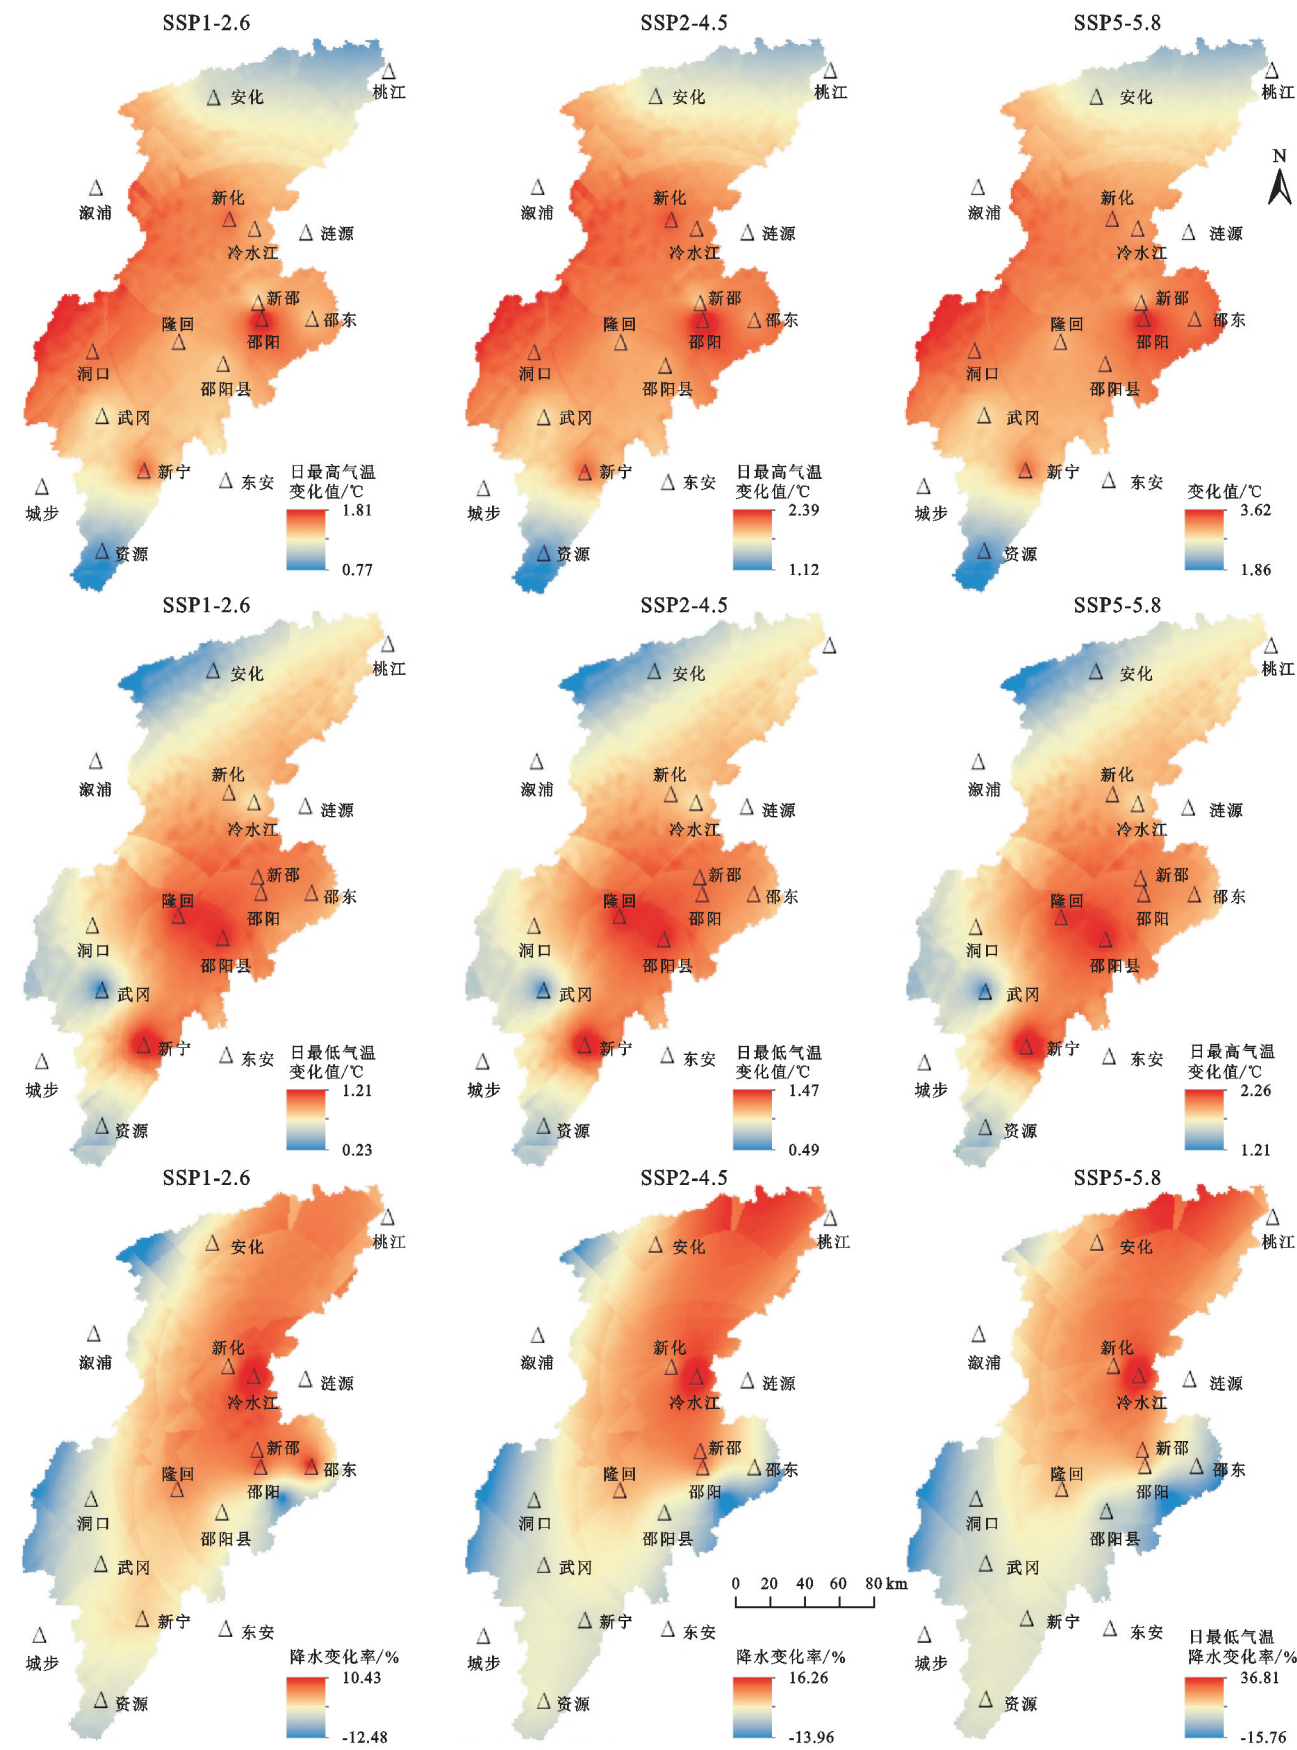 SSP1-2.6
SSP2-4.5
SSP5-5.8
桃江
安化
溆浦
新化
冷水江
涟源
新邵
邵东
隆回
邵阳
洞口
邵阳县
武冈
新宁
东安
城步
资源
日最高气温
变化值/℃
1.81
0.77
桃江
安化
溆浦
新化
冷水江
涟源
新邵
邵东
隆回
邵阳
洞口
邵阳县
武冈
新宁
东安
城步
资源
日最高气温
变化值/℃
2.39
1.12
桃江
安化
N
溆浦
新化
冷水江
涟源
新邵
邵东
隆回
邵阳
洞口
邵阳县
武冈
新宁
东安
城步
资源
变化值/℃
3.62
1.86
SSP1-2.6
SSP2-4.5
SSP5-5.8
桃江
安化
溆浦
新化
冷水江
涟源
新邵
邵东
隆回
邵阳
洞口
邵阳县
武冈
新宁
东安
城步
资源
日最低气温
变化值/℃
1.21
0.23
安化
溆浦
新化
冷水江
涟源
新邵
邵东
隆回
邵阳
洞口
邵阳县
武冈
新宁
东安
城步
资源
日最低气温
变化值/℃
1.47
0.49
桃江
安化
溆浦
新化
冷水江
涟源
新邵
邵东
隆回
邵阳
洞口
邵阳县
武冈
新宁
东安
城步
资源
日最高气温
变化值/℃
2.26
1.21
SSP1-2.6
SSP2-4.5
SSP5-5.8
桃江
安化
溆浦
新化
冷水江
涟源
新邵
邵东
隆回
邵阳
洞口
邵阳县
武冈
新宁
东安
城步
资源
降水变化率/%
10.43
-12.48
桃江
安化
溆浦
新化
冷水江
涟源
新邵
邵东
隆回
邵阳
洞口
邵阳县
武冈
0 20 40 60 80 km
新宁
东安
城步
资源
降水变化率/%
16.26
-13.96
桃江
安化
溆浦
新化
冷水江
涟源
新邵
邵东
隆回
邵阳
洞口
邵阳县
武冈
新宁
东安
城步
资源
日最低气温
降水变化率/%
36.81
-15.76